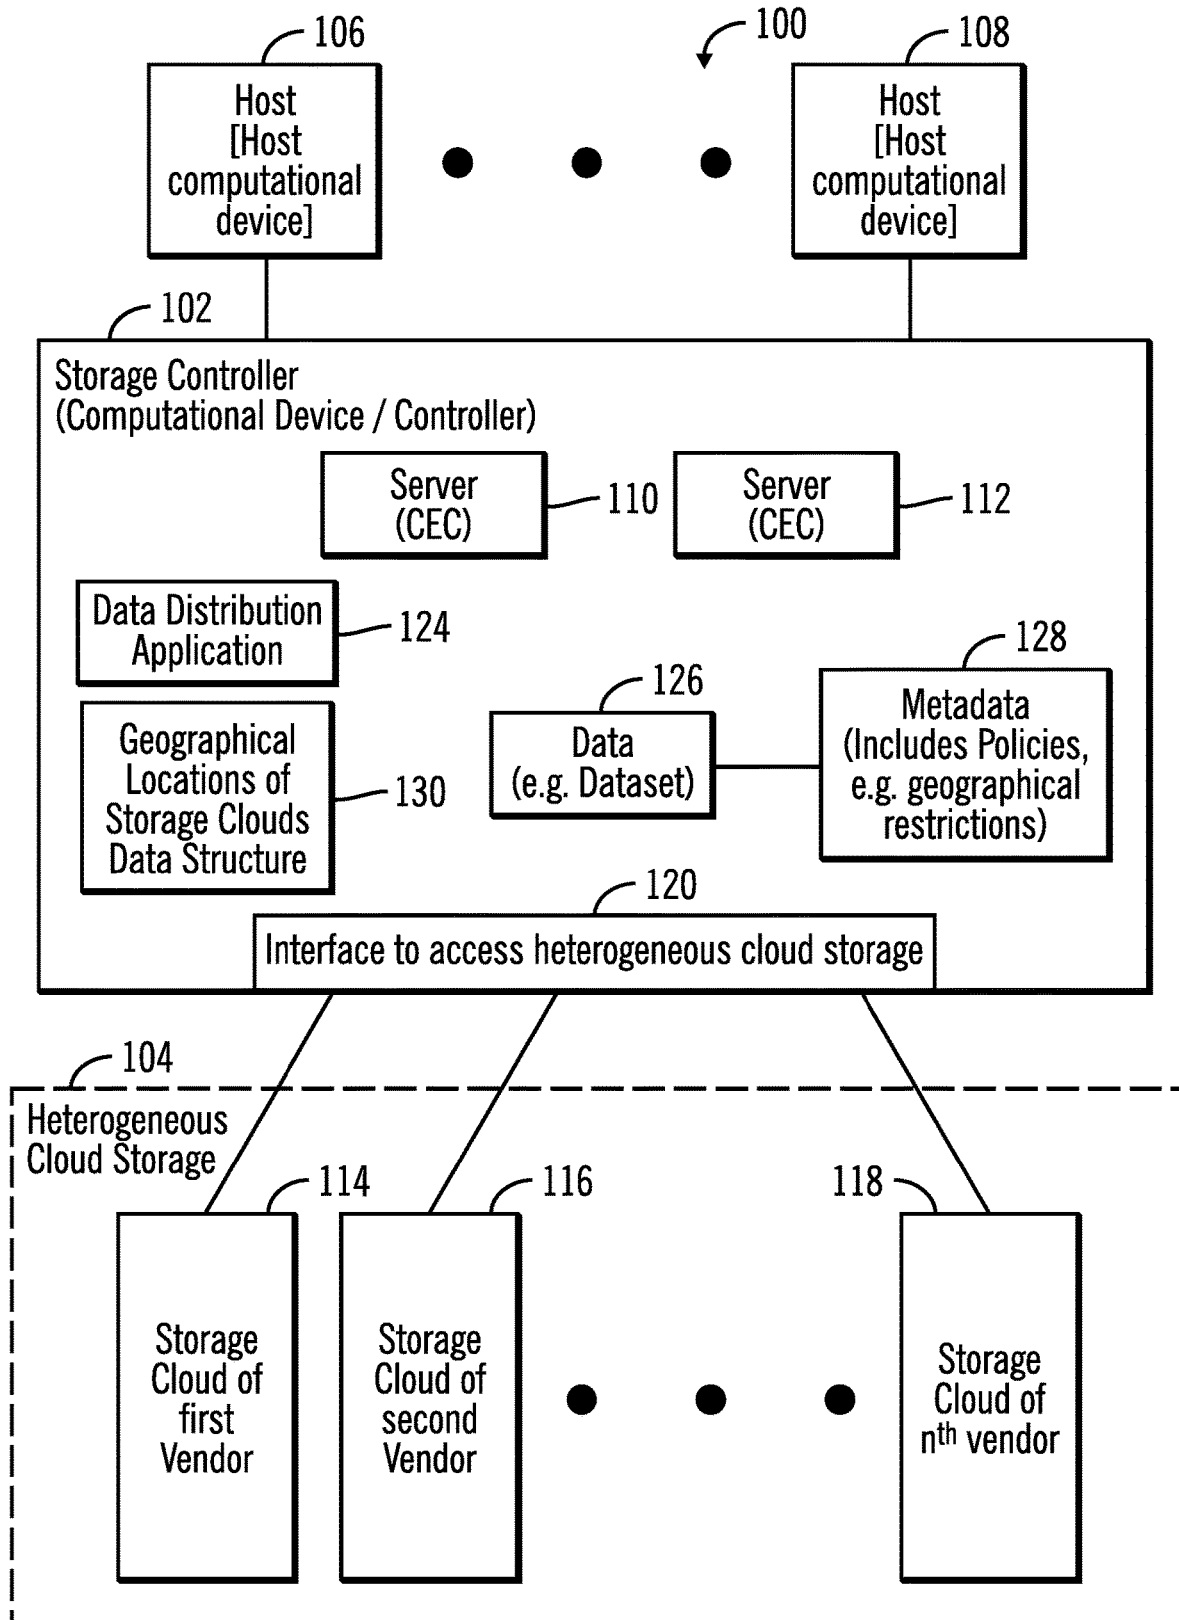 106
100
108
Host
[Host
computational
device]
Host
[Host
computational
device]
102
Storage Controller
(Computational Device / Controller)
Server
(CEC)
110
Server
(CEC)
112
Data Distribution
Application
124
126
128
Geographical
Locations of
Storage Clouds
Data Structure
130
Data
(e.g. Dataset)
Metadata
(Includes Policies,
e.g. geographical
restrictions)
120
Interface to access heterogeneous cloud storage
104
Heterogeneous
Cloud Storage
114
116
118
Storage
Cloud of
first
Vendor
Storage
Cloud of
second
Vendor
Storage
Cloud of
nth vendor